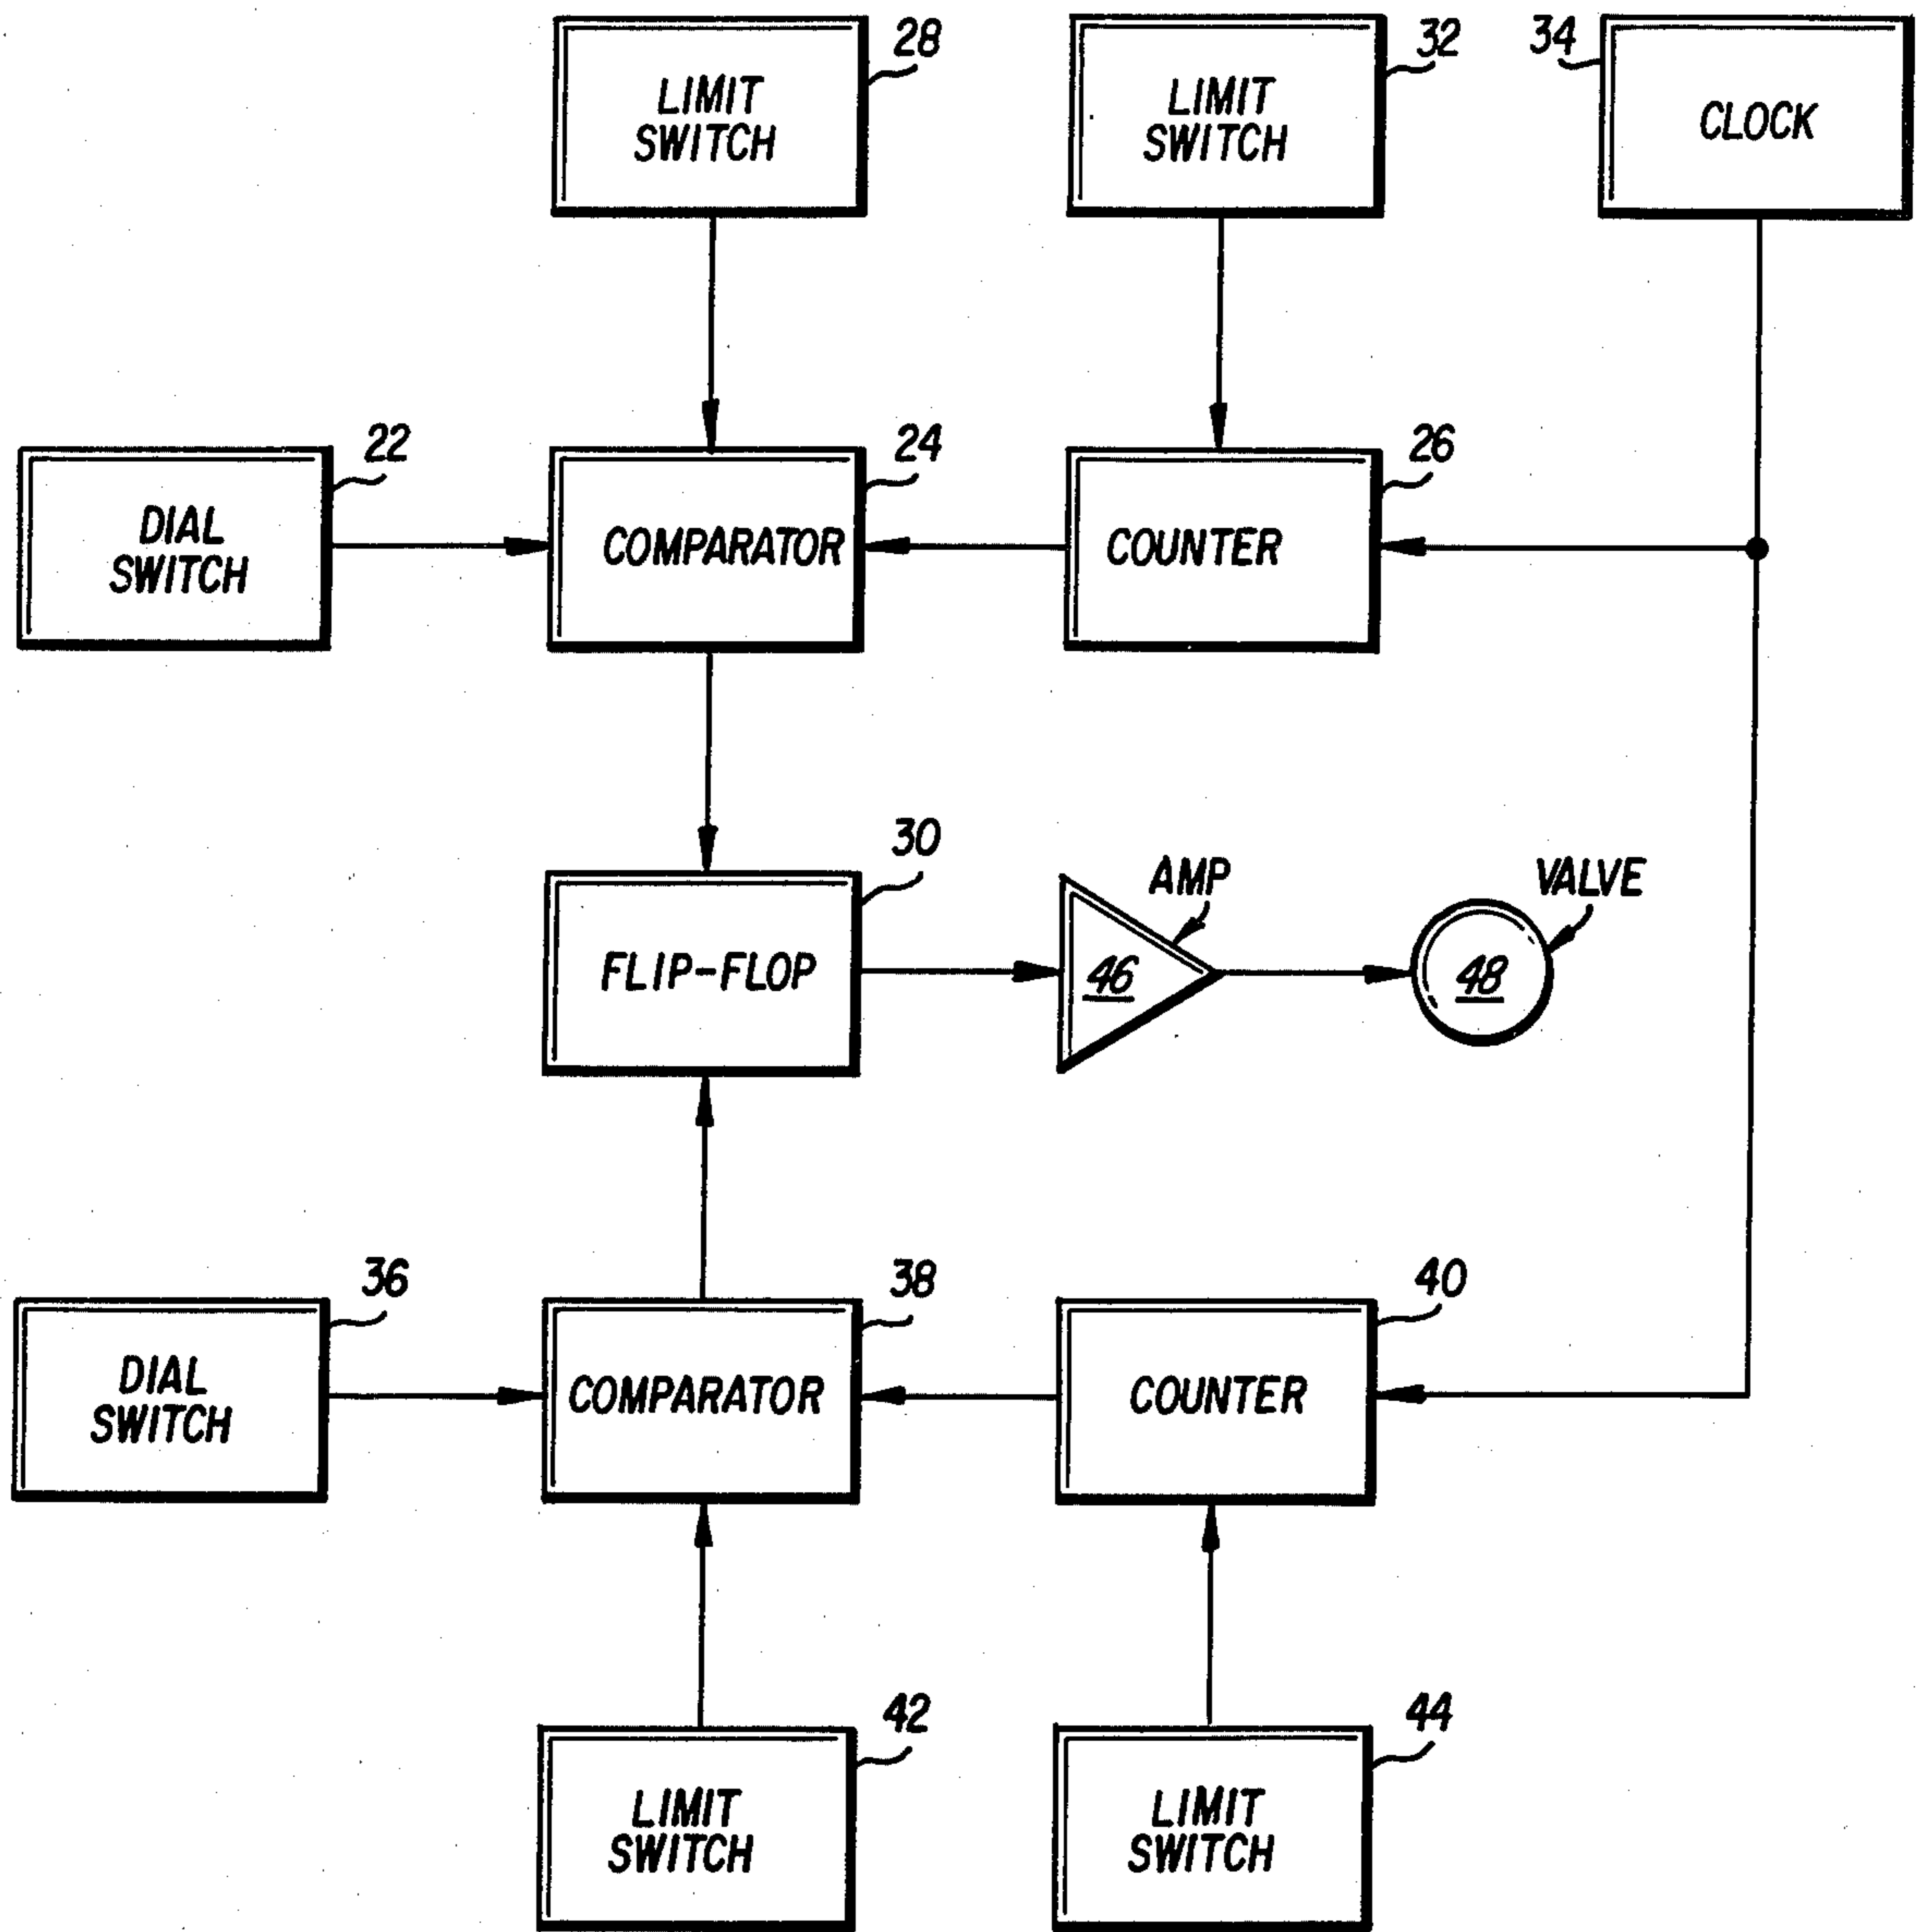 28
32
34
LIMIT
SWITCH
LIMIT
SWITCH
CLOCK
22
24
26
DIAL
SWITCH
COMPARATOR
COUNTER
30
AMP
VALVE
FLIP-FLOP
46
48
36
38
40
DIAL
SWITCH
COMPARATOR
COUNTER
42
44
LIMIT
SWITCH
LIMIT
SWITCH